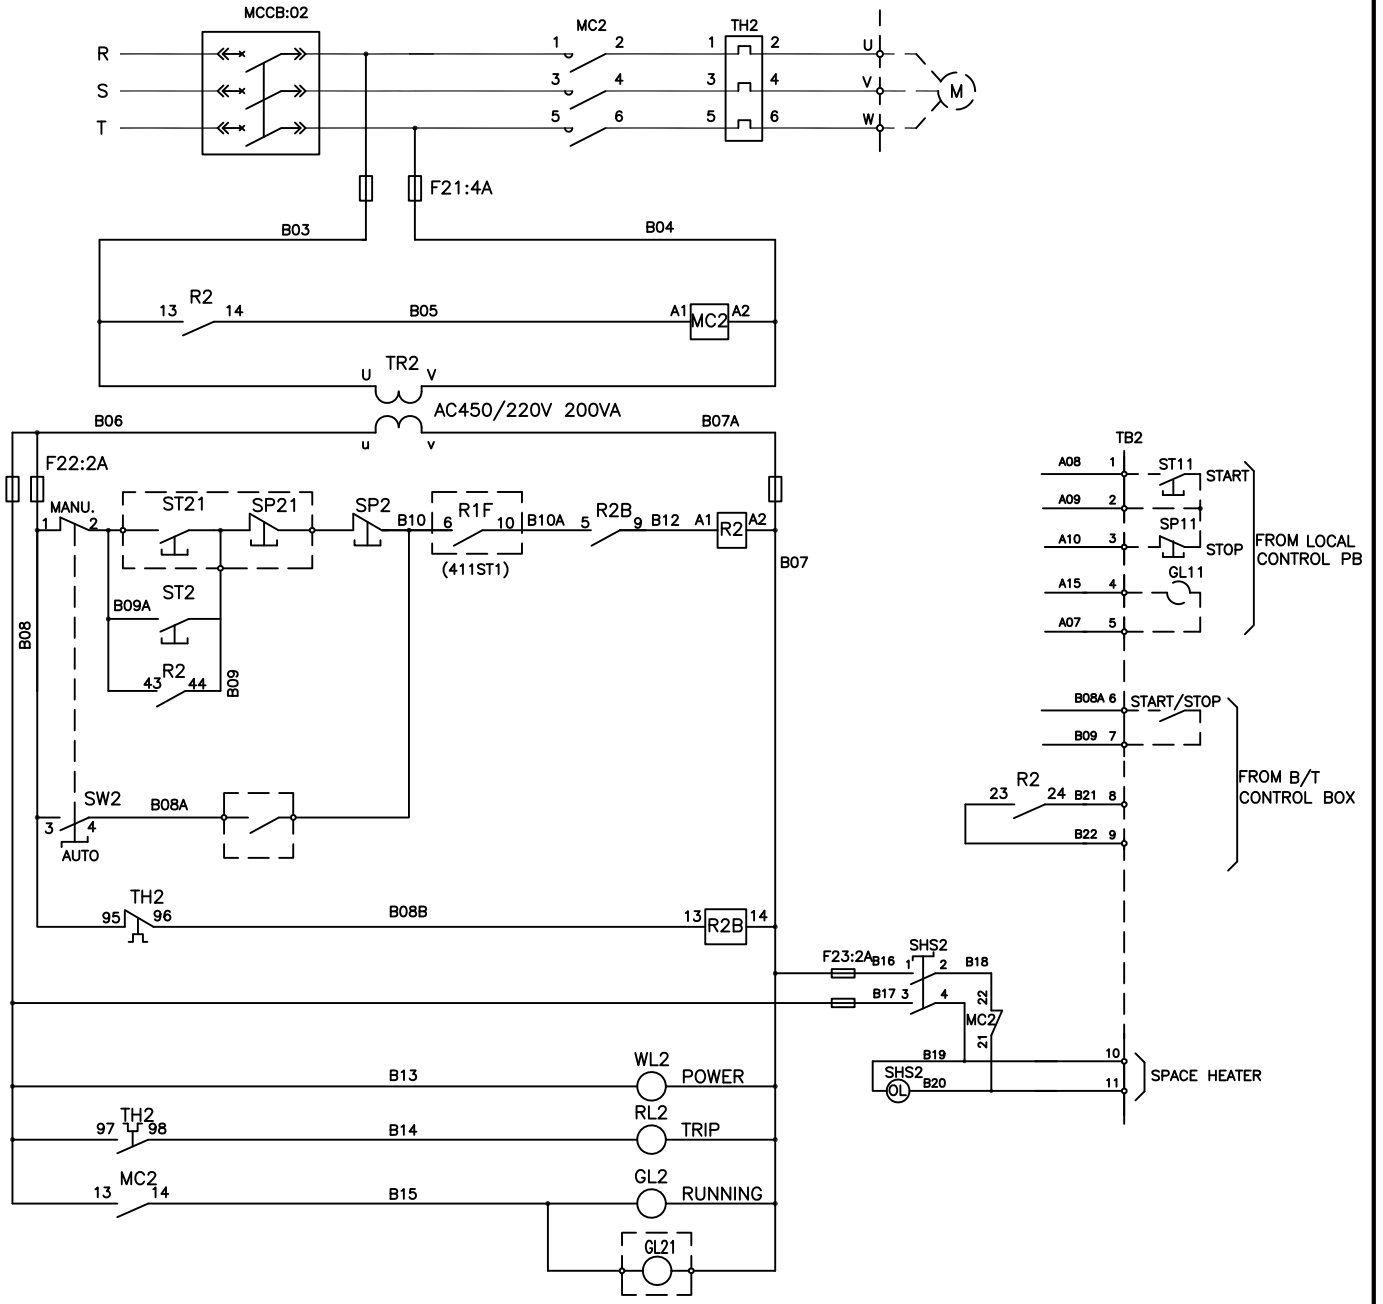 MCCB:02
MC2
TH2
R
1
2
1
2
U
S
3
4
3
4
V
M
T
5
6
5
6
W
F21:4A
B03
B04
R2
13
14
B05
A1
MC2
A2
TR2
U
V
AC450/220V 200VA
B06
B07A
u
v
F22:2A
MANU.
1
2
ST21
SP21
SP2
B10
R1F
6
10
B10A
R2B
5
9
B12
A1
R2
A2
(411ST1)
B07
ST2
B09A
B08
R2
43
44
B09
SW2
3
4
B08A
AUTO
TH2
95
96
B08B
13
R2B
14
F23:2A
B16
SHS2
1
2
B18
B17
3
4
22
MC2
21
B19
SHS2
OL
B20
10
11
SPACE HEATER
WL2
B13
POWER
TH2
97
98
B14
RL2
TRIP
MC2
13
14
B15
GL2
RUNNING
GL21
TB2
A08
1
ST11
START
A09
2
SP11
A10
3
STOP
FROM LOCAL
CONTROL PB
GL11
A15
4
A07
5
B08A
6
START/STOP
B09
7
R2
23
24
B21
8
FROM B/T
CONTROL BOX
B22
9